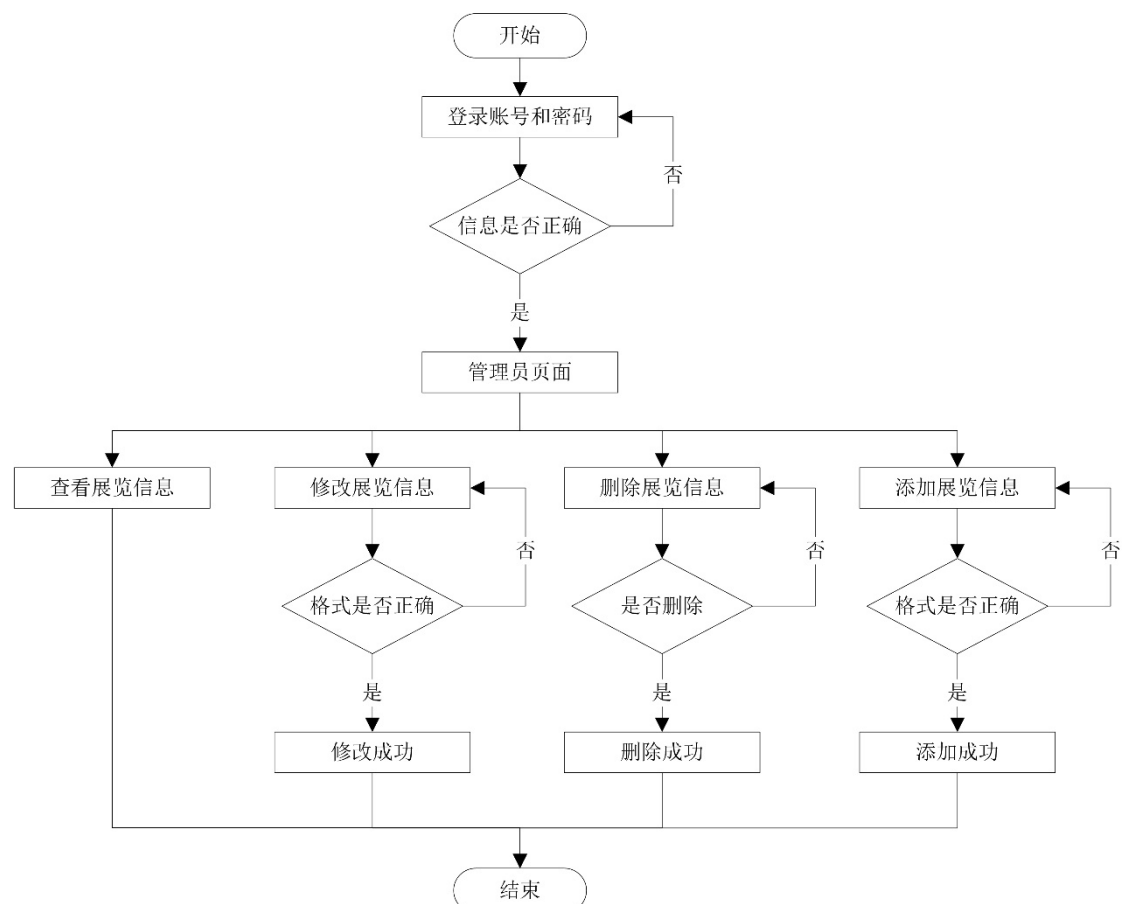 开始
登录账号和密码
否
信息是否正确
是
管理员页面
查看展览信息
修改展览信息
删除展览信息
添加展览信息
否
否
否
格式是否正确
是否删除
格式是否正确
是
是
是
修改成功
删除成功
添加成功
结束